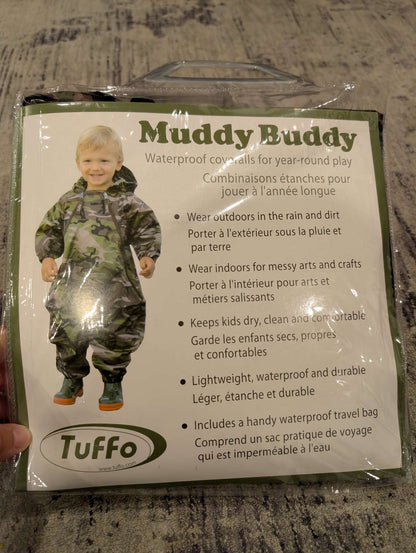 Muddy Buddy
Waterproof coveralls for year-round play
Combinaisons étanches pour
jouer à l'année longue
• Wear outdoors in the rain and dirt
Porter à l'extérieur sous la pluie et
par terre
• Wear indoors for messy arts and crafts
Porter à l'intérieur pour arts et
métiers salissants
• Keeps kids dry, clean and comfortable
Garde les enfants secs, propres
et confortables
• Lightweight, waterproof and durable
Léger, étanche et durable
• Includes a handy waterproof travel bag
Comprend un sac pratique de voyage
qui est imperméable à l'eau
Tuffo
www.tuffo.com